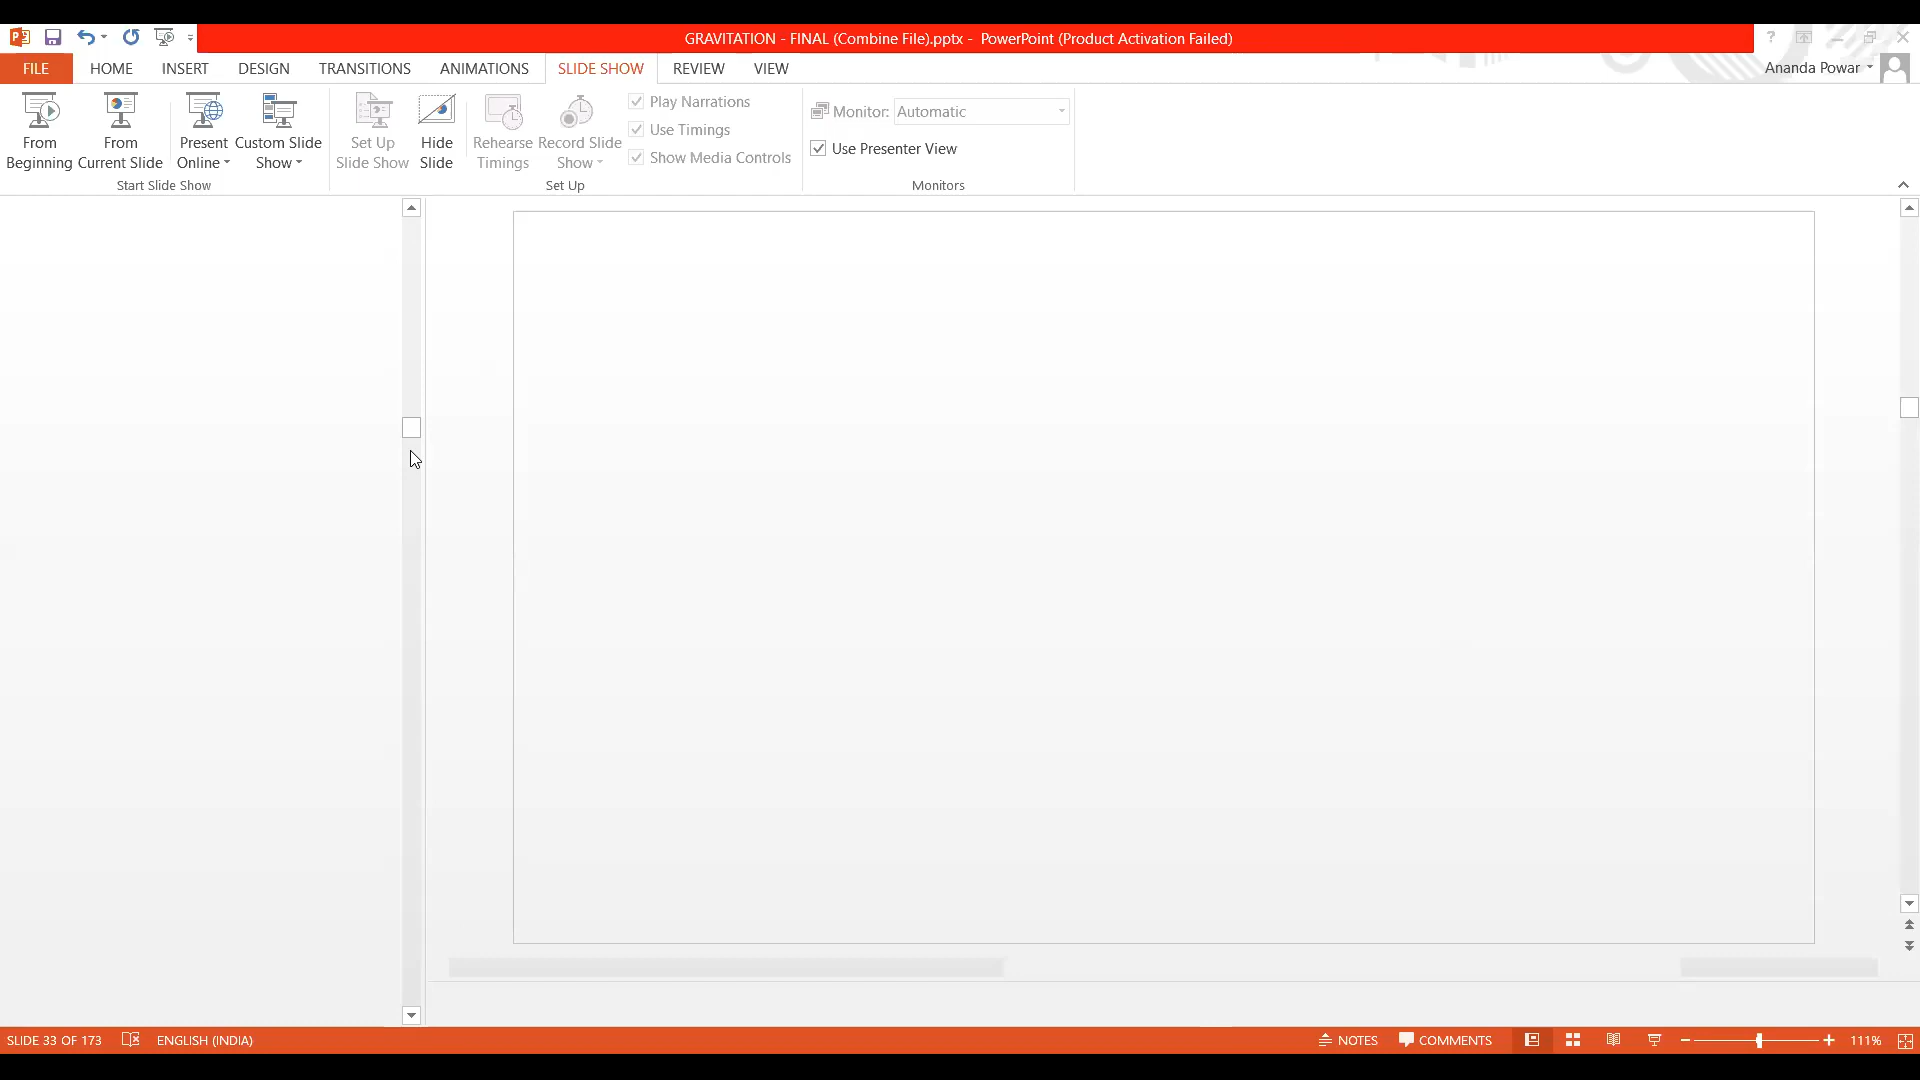 GRAVITATION - FINAL (Combine File).pptx - PowerPoint (Product Activation Failed)
?
FILE HOME INSERT DESIGN TRANSITIONS ANIMATIONS SLIDE SHOW REVIEW VIEW
Ananda Powar
From Beginning
From Current Slide
Present Online
Custom Slide Show
Start Slide Show
Set Up Slide Show
Hide Slide
Rehearse Timings
Record Slide Show
Play Narrations
Use Timings
Show Media Controls
Set Up
Monitor: Automatic
Use Presenter View
Monitors
SLIDE 33 OF 173 ENGLISH (INDIA) NOTES COMMENTS 111%